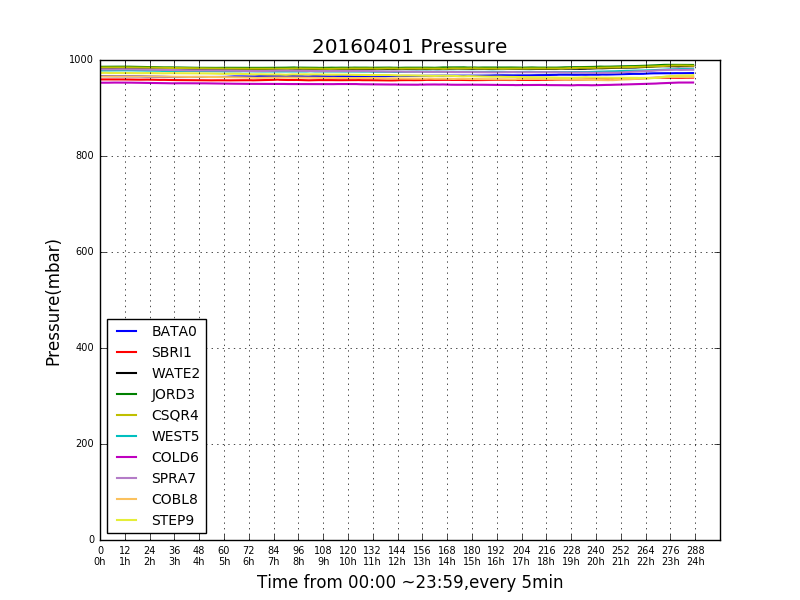 20160401 Pressure
1000
800
600
400
200
0
Pressure(mbar)
BATA0
SBRI1
WATE2
JORD3
CSQR4
WEST5
COLD6
SPRA7
COBL8
STEP9
0 12 24 36 48 60 72 84 96 108 120 132 144 156 168 180 192 204 216 228 240 252 264 276 288
0h 1h 2h 3h 4h 5h 6h 7h 8h 9h 10h 11h 12h 13h 14h 15h 16h 17h 18h 19h 20h 21h 22h 23h 24h
Time from 00:00 ~23:59,every 5min